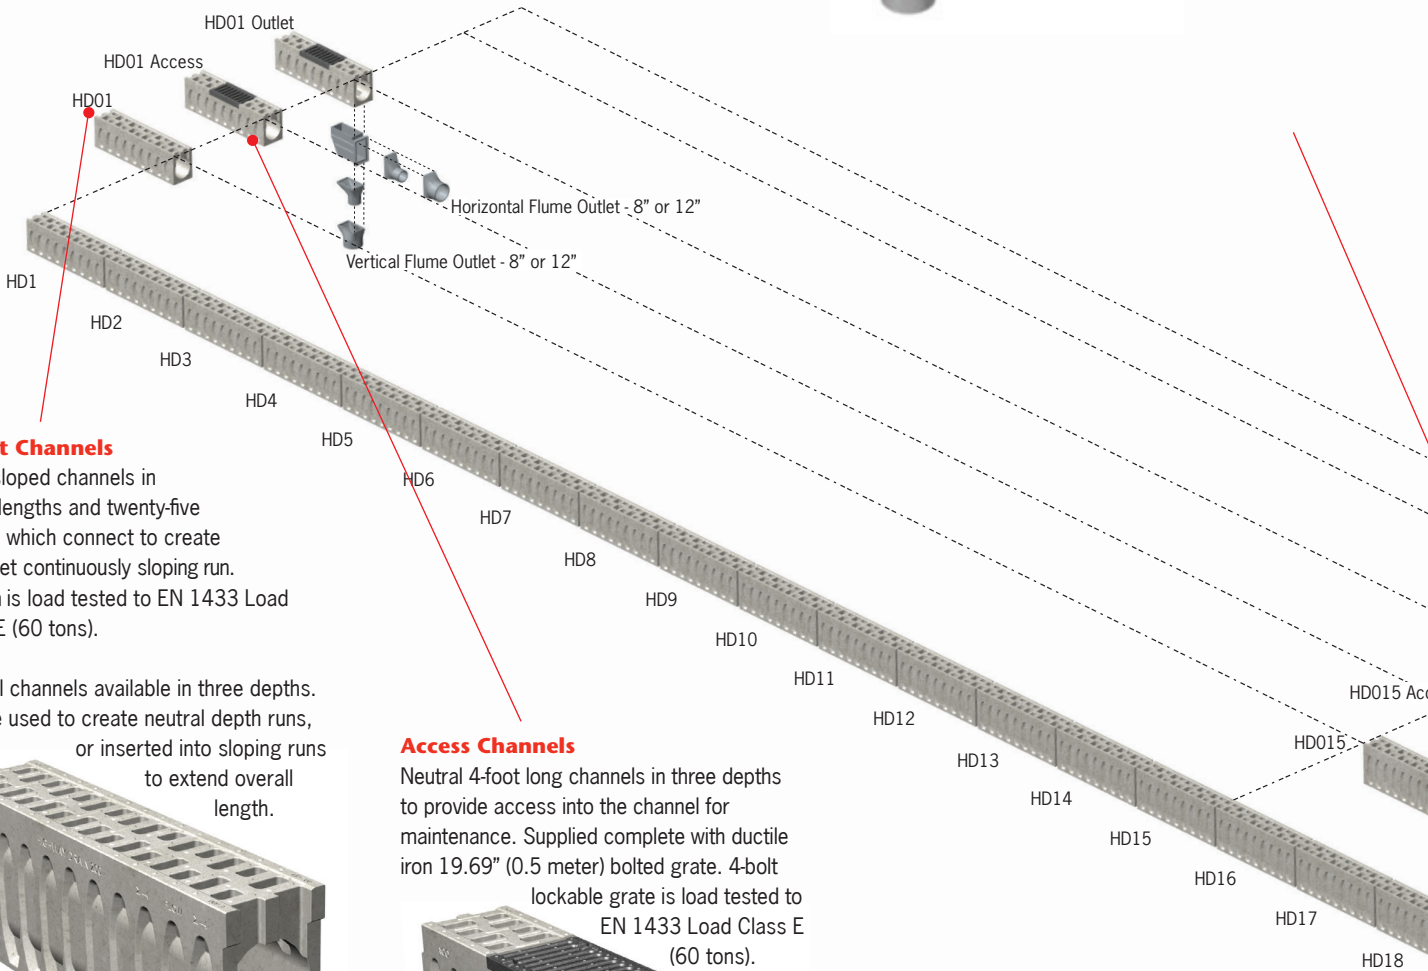 HD01 Outlet
HD01 Access
HD01
Horizontal Flume Outlet - 8” or 12”
Vertical Flume Outlet - 8” or 12”
HD1
HD2
HD3
HD4
HD5
HD6
HD7
HD8
HD9
HD10
HD11
HD12
HD13
HD14
HD15
HD16
HD17
HD18
HD015 Acc
HD015
t Channels
sloped channels in
lengths and twenty-five
which connect to create
et continuously sloping run.
is load tested to EN 1433 Load
E (60 tons).
l channels available in three depths.
e used to create neutral depth runs,
or inserted into sloping runs
to extend overall
length.
Access Channels
Neutral 4-foot long channels in three depths
to provide access into the channel for
maintenance. Supplied complete with ductile
iron 19.69” (0.5 meter) bolted grate. 4-bolt
lockable grate is load tested to
EN 1433 Load Class E
(60 tons).